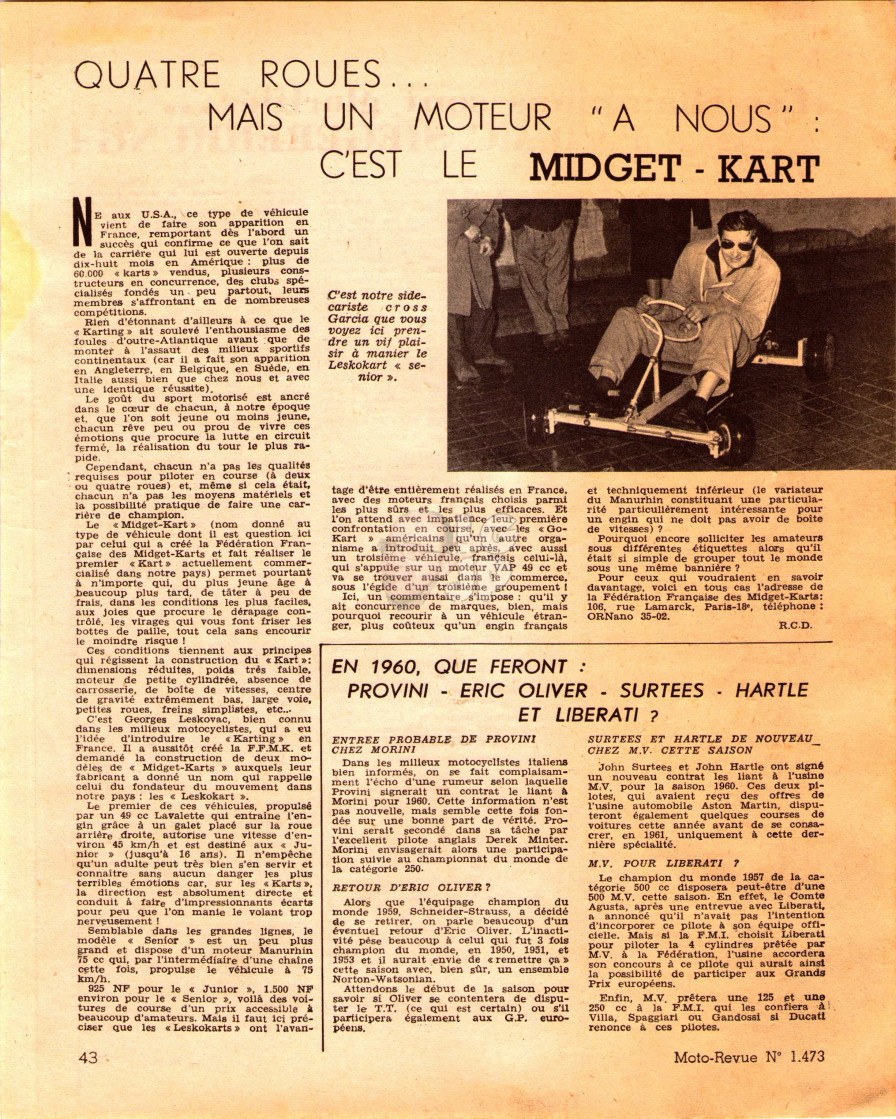 QUATRE ROUES...
MAIS UN MOTEUR "A NOUS" :
C'EST LE MIDGET - KART
NE aux U.S.A., ce type de véhicule
vient de faire son apparition en
France, remportant dès l'abord un
succès qui confirme ce que l'on sait
de la carrière qui lui est ouverte depuis
dix-huit mois en Amérique : plus de
60.000 « karts » vendus, plusieurs cons-
tructeurs en concurrence, des clubs spé-
cialisés fondés un peu partout, leurs
membres s'affrontant en de nombreuses
compétitions.
Rien d'étonnant d'ailleurs à ce que le
« Karting » ait soulevé l'enthousiasme des
foules d'outre-Atlantique avant que de
monter à l'assaut des milieux sportifs
continentaux (car il a fait son apparition
en Angleterre, en Belgique, en Suède, en
Italie aussi bien que chez nous et avec
une identique réussite).
Le goût du sport motorisé est ancré
dans le cœur de chacun, à notre époque
et, que l'on soit jeune ou moins jeune,
chacun rêve peu ou prou de vivre ces
émotions que procure la lutte en circuit
fermé, la réalisation du tour le plus ra-
pide.
Cependant, chacun n'a pas les qualités
requises pour piloter en course (à deux
ou quatre roues) et, même si cela était,
chacun n'a pas les moyens matériels et
la possibilité pratique de faire une car-
rière de champion.
Le « Midget-Kart » (nom donné au
type de véhicule dont il est question ici
par celui qui a créé la Fédération Fran-
çaise des Midget-Karts et fait réaliser le
premier « Kart » actuellement commer-
cialisé dans notre pays) permet pourtant
à n'importe qui, du plus jeune âge à
beaucoup plus tard, de tâter à peu de
frais, dans les conditions les plus faciles,
aux joies que procure le dérapage con-
trôlé, les virages qui vous font friser les
bottes de paille, tout cela sans encourir
le moindre risque !
Ces conditions tiennent aux principes
qui régissent la construction du « Kart »:
dimensions réduites, poids très faible,
moteur de petite cylindrée, absence de
carrosserie, de boîte de vitesses, centre
de gravité extrêmement bas, large voie,
petites roues, freins simplistes, etc...
C'est Georges Leskovac, bien connu
dans les milieux motocyclistes, qui a eu
l'idée d'introduire le « Karting » en
France. Il a aussitôt créé la F.F.M.K. et
demandé la construction de deux mo-
dèles de « Midget-Karts » auxquels leur
fabricant a donné un nom qui rappelle
celui du fondateur du mouvement dans
notre pays : les « Leskokart ».
Le premier de ces véhicules, propulsé
par un 49 cc Lavalette qui entraîne l'en-
gin grâce à un galet placé sur la roue
arrière droite, autorise une vitesse d'en-
viron 45 km/h et est destiné aux « Ju-
nior » (jusqu'à 16 ans). Il n'empêche
qu'un adulte peut très bien s'en servir et
connaître sans aucun danger les plus
terribles émotions car, sur les « Karts »,
la direction est absolument directe et
conduit à faire d'impressionnants écarts
pour peu que l'on manie le volant trop
nerveusement !
Semblable dans les grandes lignes, le
modèle « Senior » est un peu plus
grand et dispose d'un moteur Manurhin
75 cc qui, par l'intermédiaire d'une chaîne
cette fois, propulse le véhicule à 75
km/h.
925 NF pour le « Junior », 1.500 NF
environ pour le « Senior », voilà des voi-
tures de course d'un prix accessible à
beaucoup d'amateurs. Mais il faut ici pré-
ciser que les « Leskokarts » ont l'avan-
C'est notre side-
cariste cross
Garcia que vous
voyez ici pren-
dre un vif plai-
sir à manier le
Leskokart « se-
nior ».
tage d'être entièrement réalisés en France,
avec des moteurs français choisis parmi
les plus sûrs et les plus efficaces. Et
l'on attend avec impatience leur première
confrontation en course, avec les « Go-
Kart » américains qu'un autre orga-
nisme a introduit peu après, avec aussi
un troisième véhicule, français celui-là,
qui s'appuie sur un moteur VAP 49 cc et
va se trouver aussi dans le commerce,
sous l'égide d'un troisième groupement !
Ici, un commentaire s'impose : qu'il y
ait concurrence de marques, bien, mais
pourquoi recourir à un véhicule étran-
ger, plus coûteux qu'un engin français
et techniquement inférieur (le variateur
du Manurhin constituant une particula-
rité particulièrement intéressante pour
un engin qui ne doit pas avoir de boîte
de vitesses) ?
Pourquoi encore solliciter les amateurs
sous différentes étiquettes alors qu'il
était si simple de grouper tout le monde
sous une même bannière ?
Pour ceux qui voudraient en savoir
davantage, voici en tous cas l'adresse de
la Fédération Française des Midget-Karts:
106, rue Lamarck, Paris-18e, téléphone :
ORNano 35-02.
R.C.D.
EN 1960, QUE FERONT :
PROVINI - ERIC OLIVER - SURTEES - HARTLE
ET LIBERATI ?
ENTREE PROBABLE DE PROVINI
CHEZ MORINI
Dans les milieux motocyclistes italiens
bien informés, on se fait complaisam-
ment l'écho d'une rumeur selon laquelle
Provini signerait un contrat le liant à
Morini pour 1960. Cette information n'est
pas nouvelle, mais semble cette fois fon-
dée sur une bonne part de vérité. Pro-
vini serait secondé dans sa tâche par
l'excellent pilote anglais Derek Minter.
Morini envisagerait alors une participa-
tion suivie au championnat du monde de
la catégorie 250.
RETOUR D'ERIC OLIVER ?
Alors que l'équipage champion du
monde 1959, Schneider-Strauss, a décidé
de se retirer, on parle beaucoup d'un
éventuel retour d'Eric Oliver. L'inacti-
vité pèse beaucoup à celui qui fut 3 fois
champion du monde, en 1950, 1951, et
1953 et il aurait envie de « remettre ça »
cette saison avec, bien sûr, un ensemble
Norton-Watsonian.
Attendons le début de la saison pour
savoir si Oliver se contentera de dispu-
ter le T.T. (ce qui est certain) ou s'il
participera également aux G.P. euro-
péens.
SURTEES ET HARTLE DE NOUVEAU
CHEZ M.V. CETTE SAISON
John Surtees et John Hartle ont signé
un nouveau contrat les liant à l'usine
M.V. pour la saison 1960. Ces deux pi-
lotes, qui avaient reçu des offres de
l'usine automobile Aston Martin, dispu-
teront également quelques courses de
voitures cette année avant de se consa-
crer, en 1961, uniquement à cette der-
nière spécialité.
M.V. POUR LIBERATI ?
Le champion du monde 1957 de la ca-
tégorie 500 cc disposera peut-être d'une
500 M.V. cette saison. En effet, le Comte
Agusta, après une entrevue avec Liberati,
a annoncé qu'il n'avait pas l'intention
d'incorporer ce pilote à son équipe offi-
cielle. Mais si la F.M.I. choisit Liberati
pour piloter la 4 cylindres prêtée par
M.V. à la Fédération, l'usine accordera
son concours à ce pilote qui aurait ainsi
la possibilité de participer aux Grands
Prix européens.
Enfin, M.V. prêtera une 125 et une
250 cc à la F.M.I. qui les confiera à
Villa, Spaggiari ou Gandossi si Ducati
renonce à ces pilotes.
43
Moto-Revue N° 1.473